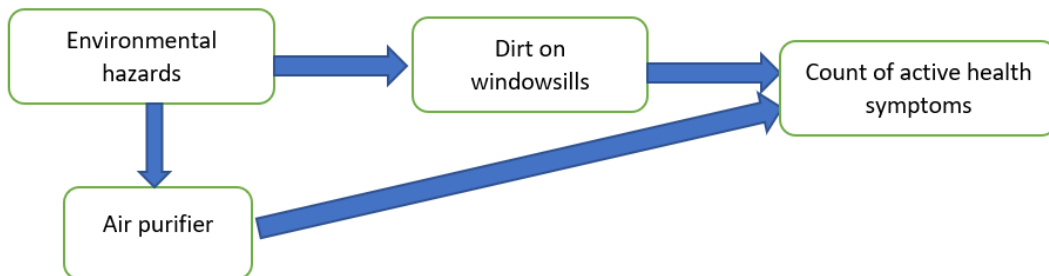 Environmental
hazards
Dirt on
windowsills
Count of active health
symptoms
Air purifier